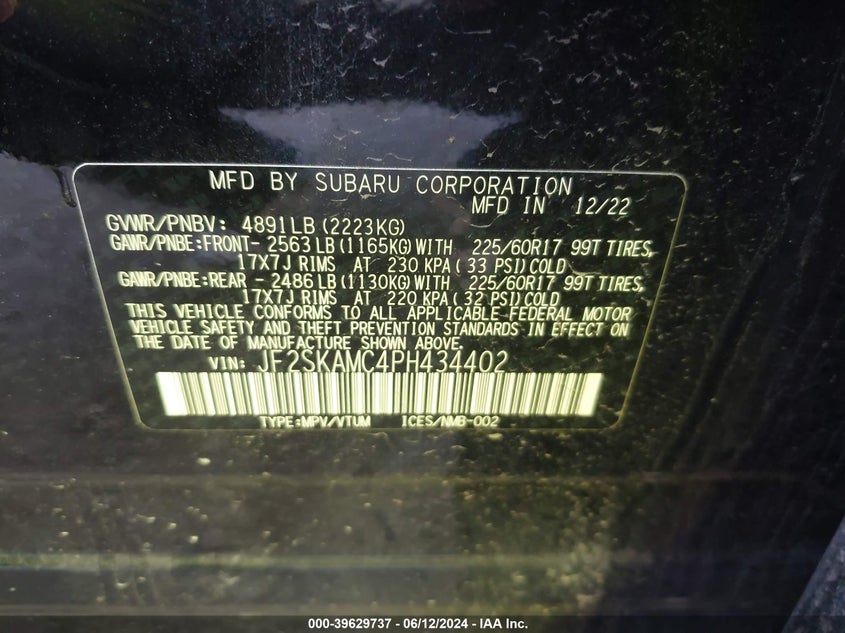 MFD BY SUBARU CORPORATION
MFD IN 12/22
GVWR/PNBV: 4891LB(2223KG)
GAWR/PNBE:FRONT- 2563LB(1165KG)WITH 225/60R17 99T TIRES,
17X7J RIMS AT 230 KPA(33 PSI)COLD
GAWR/PNBE:REAR - 2486LB(1130KG)WITH 225/60R17 99T TIRES,
17X7J RIMS AT 220 KPA(32 PSI)COLD
THIS VEHICLE CONFORMS TO ALL APPLICABLE FEDERAL MOTOR
VEHICLE SAFETY AND THEFT PREVENTION STANDARDS IN EFFECT ON
THE DATE OF MANUFACTURE SHOWN ABOVE.
VIN: JF2SKAMC4PH434402
TYPE:MPV/VTUM ICES/NMB-002
000-39629737 - 06/12/2024 - IAA Inc.